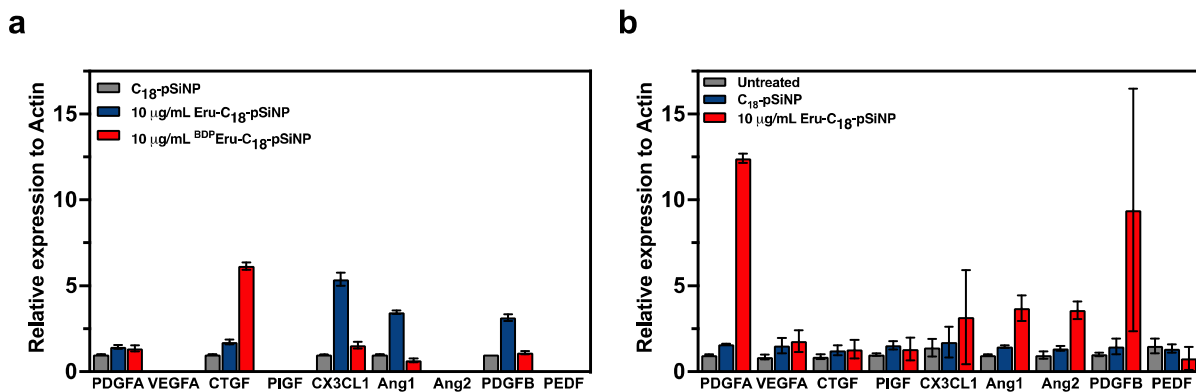 a
Relative expression to Actin
15
10
5
0
C18-pSiNP
10 μg/mL Eru-C18-pSiNP
10 μg/mL BDPEru-C18-pSiNP
PDGFA VEGFA CTGF PlGF CX3CL1 Ang1 Ang2 PDGFB PEDF
b
Relative expression to Actin
15
10
5
0
Untreated
C18-pSiNP
10 μg/mL Eru-C18-pSiNP
PDGFA VEGFA CTGF PlGF CX3CL1 Ang1 Ang2 PDGFB PEDF